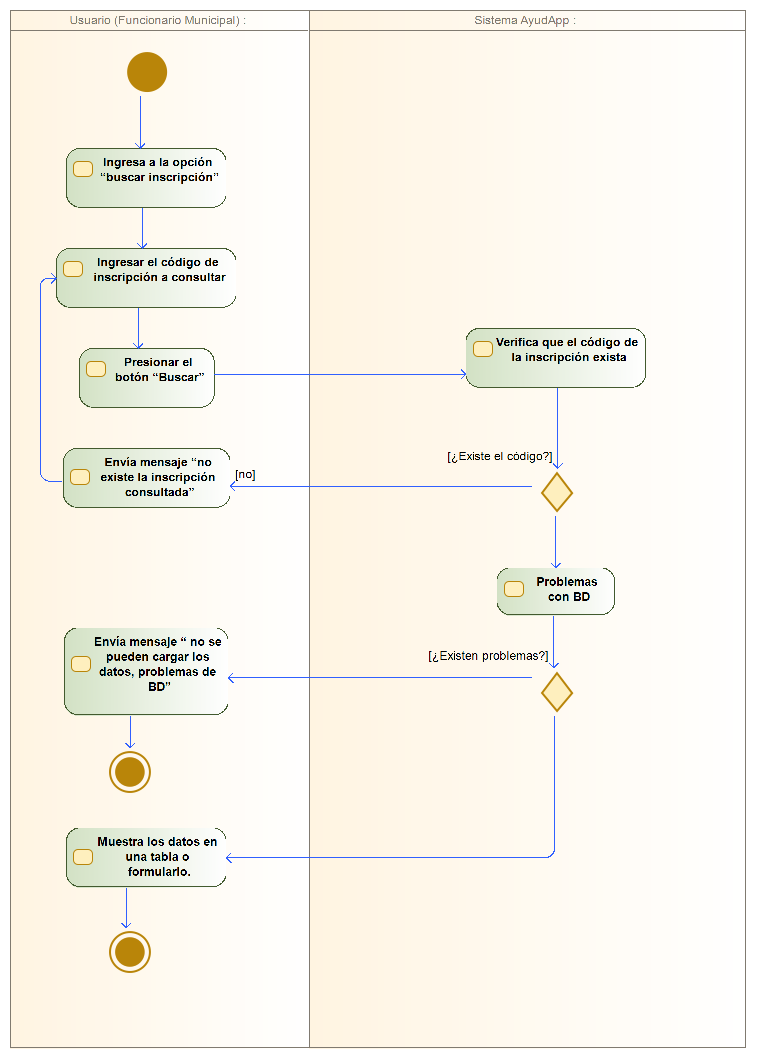 Usuario (Funcionario Municipal) :
Sistema AyudApp :
Ingresa a la opción
“buscar inscripción”
Ingresar el código de
inscripción a consultar
Presionar el
botón “Buscar”
Verifica que el código de
la inscripción exista
[¿Existe el código?]
Envía mensaje “no
existe la inscripción
consultada”
[no]
Problemas
con BD
Envía mensaje “ no se
pueden cargar los
datos, problemas de
BD”
[¿Existen problemas?]
Muestra los datos en
una tabla o
formularlo.